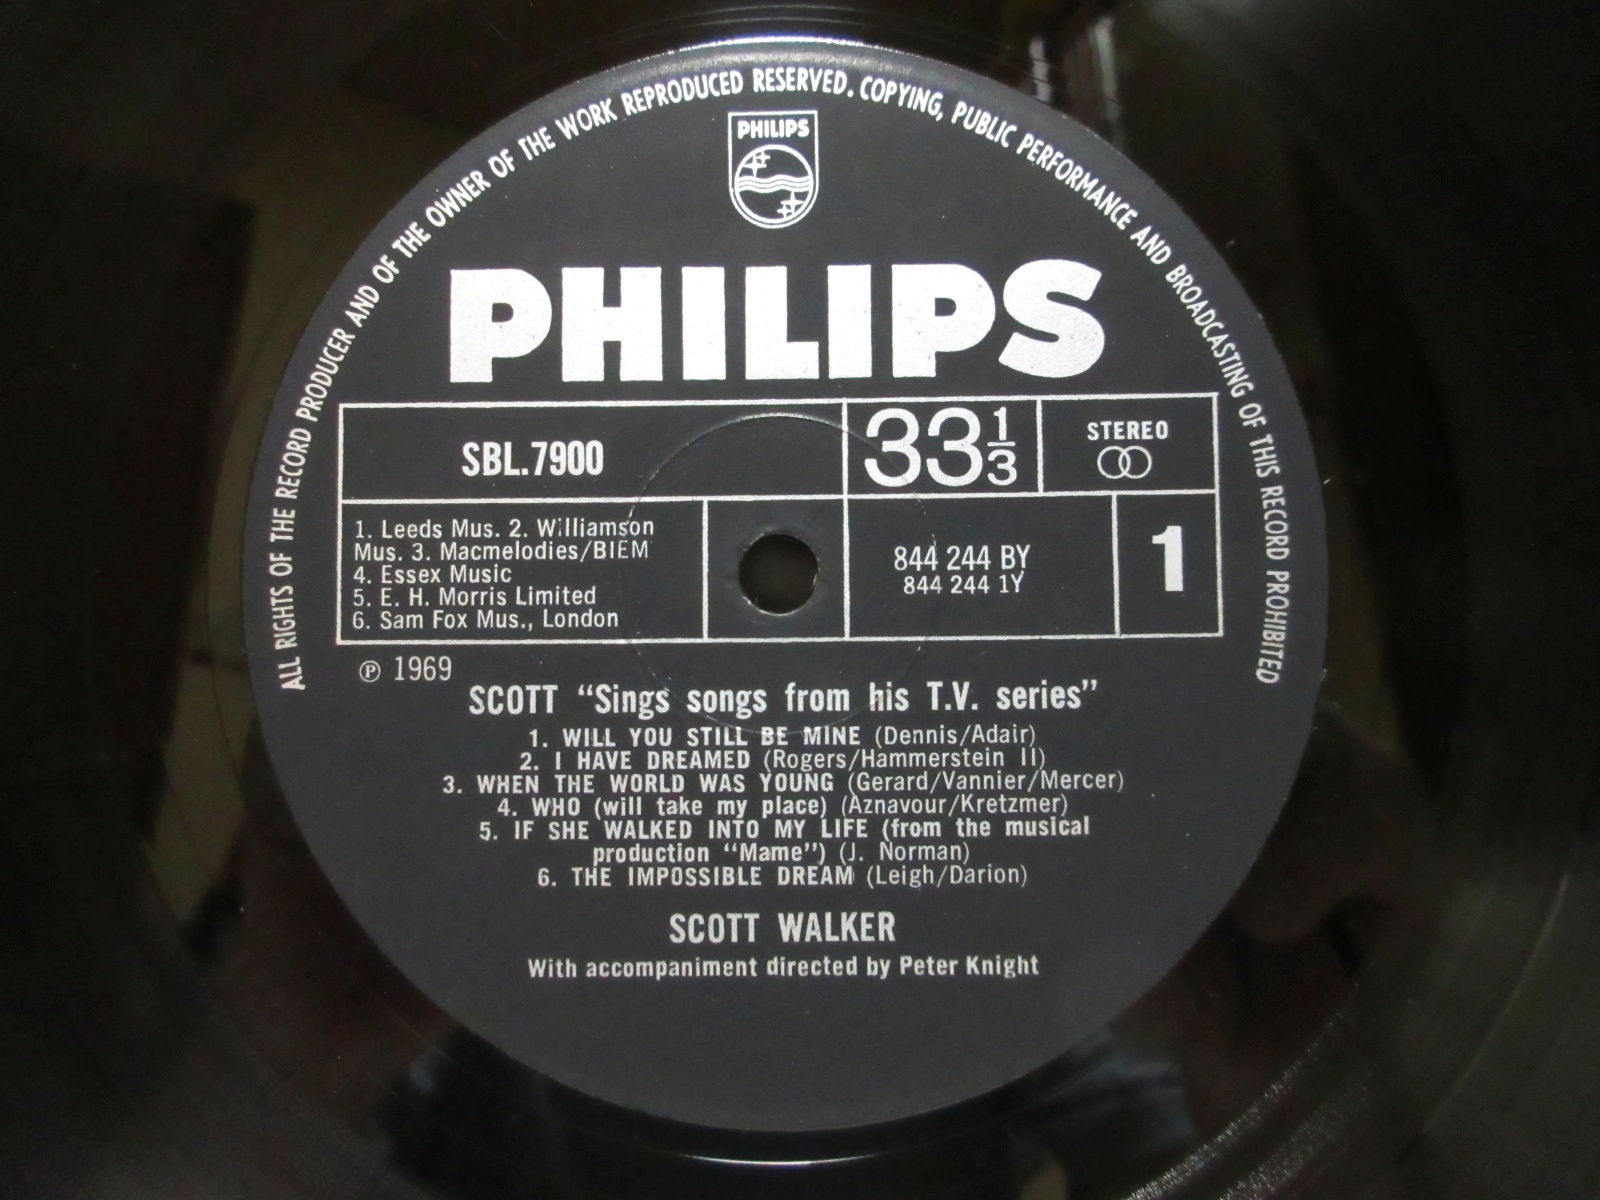 ALL RIGHTS OF THE RECORD PRODUCER AND OF THE OWNER OF THE WORK REPRODUCED RESERVED. COPYING, PUBLIC PERFORMANCE AND BROADCASTING OF THIS RECORD PROHIBITED
PHILIPS
PHILIPS
SBL.7900
33 1/3
STEREO
1. Leeds Mus. 2. Williamson
Mus. 3. Macmelodies/BIEM
4. Essex Music
5. E. H. Morris Limited
6. Sam Fox Mus., London
844 244 BY
844 244 1Y
1
℗ 1969
SCOTT “Sings songs from his T.V. series”
1. WILL YOU STILL BE MINE (Dennis/Adair)
2. I HAVE DREAMED (Rogers/Hammerstein II)
3. WHEN THE WORLD WAS YOUNG (Gerard/Vannier/Mercer)
4. WHO (will take my place) (Aznavour/Kretzmer)
5. IF SHE WALKED INTO MY LIFE (from the musical
production “Mame”) (J. Norman)
6. THE IMPOSSIBLE DREAM (Leigh/Darion)
SCOTT WALKER
With accompaniment directed by Peter Knight